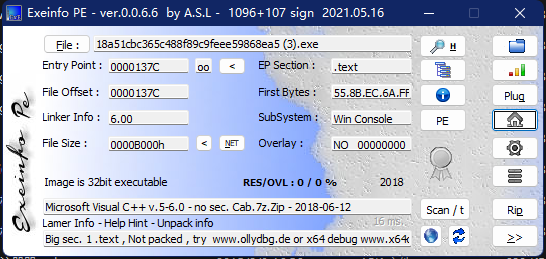 Exeinfo PE - ver.0.0.6.6 by A.S.L - 1096+107 sign 2021.05.16
File : 18a51cbc365c488f89c9feee59868ea5 (3).exe H
Entry Point : 0000137C oo < EP Section : .text
File Offset : 0000137C First Bytes : 55.8B.EC.6A.FF Plug
Linker Info : 6.00 SubSystem : Win Console PE
File Size : 0000B000h < NET Overlay : NO 00000000
Image is 32bit executable RES/OVL : 0 / 0 % 2018
Microsoft Visual C++ v.5-6.0 - no sec. Cab.7z.Zip - 2018-06-12 Scan / t Rip
Lamer Info - Help Hint - Unpack info 16 ms.
Big sec. 1 .text , Not packed , try www.ollydbg.de or x64 debug www.x64 >>
Exeinfo Pe